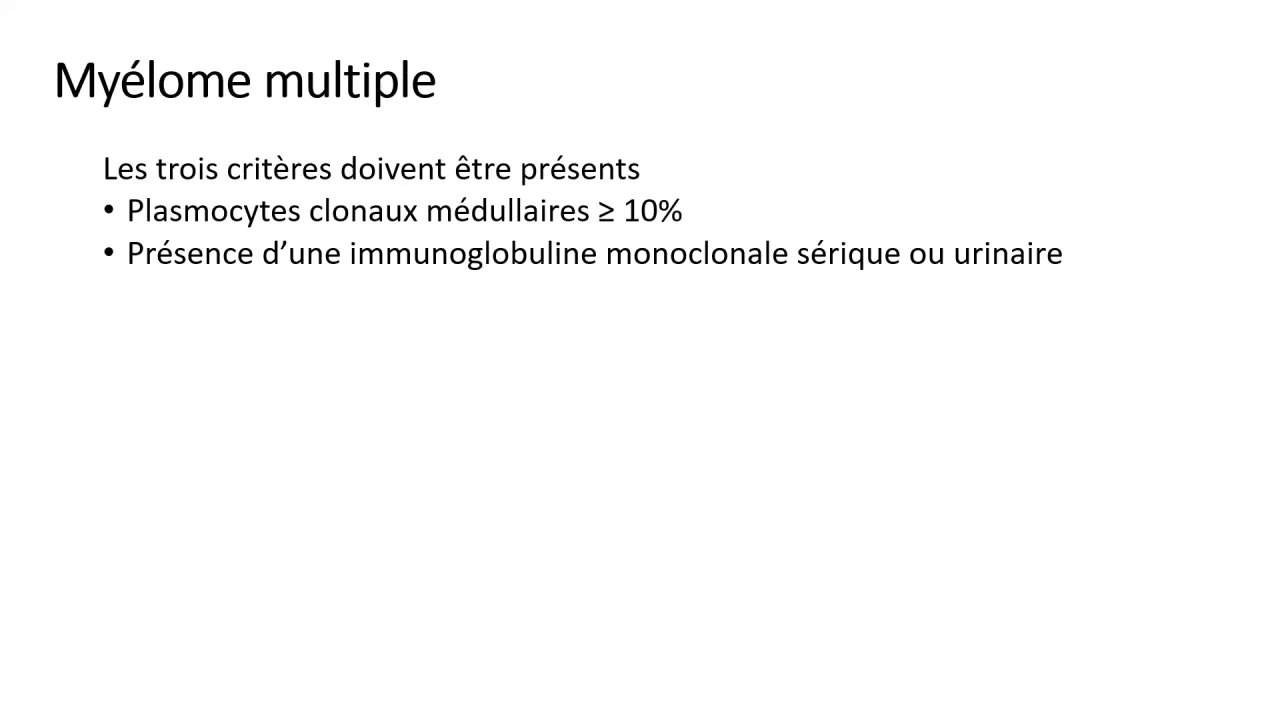 Myélome multiple
Les trois critères doivent être présents
• Plasmocytes clonaux médullaires ≥ 10%
• Présence d’une immunoglobuline monoclonale sérique ou urinaire